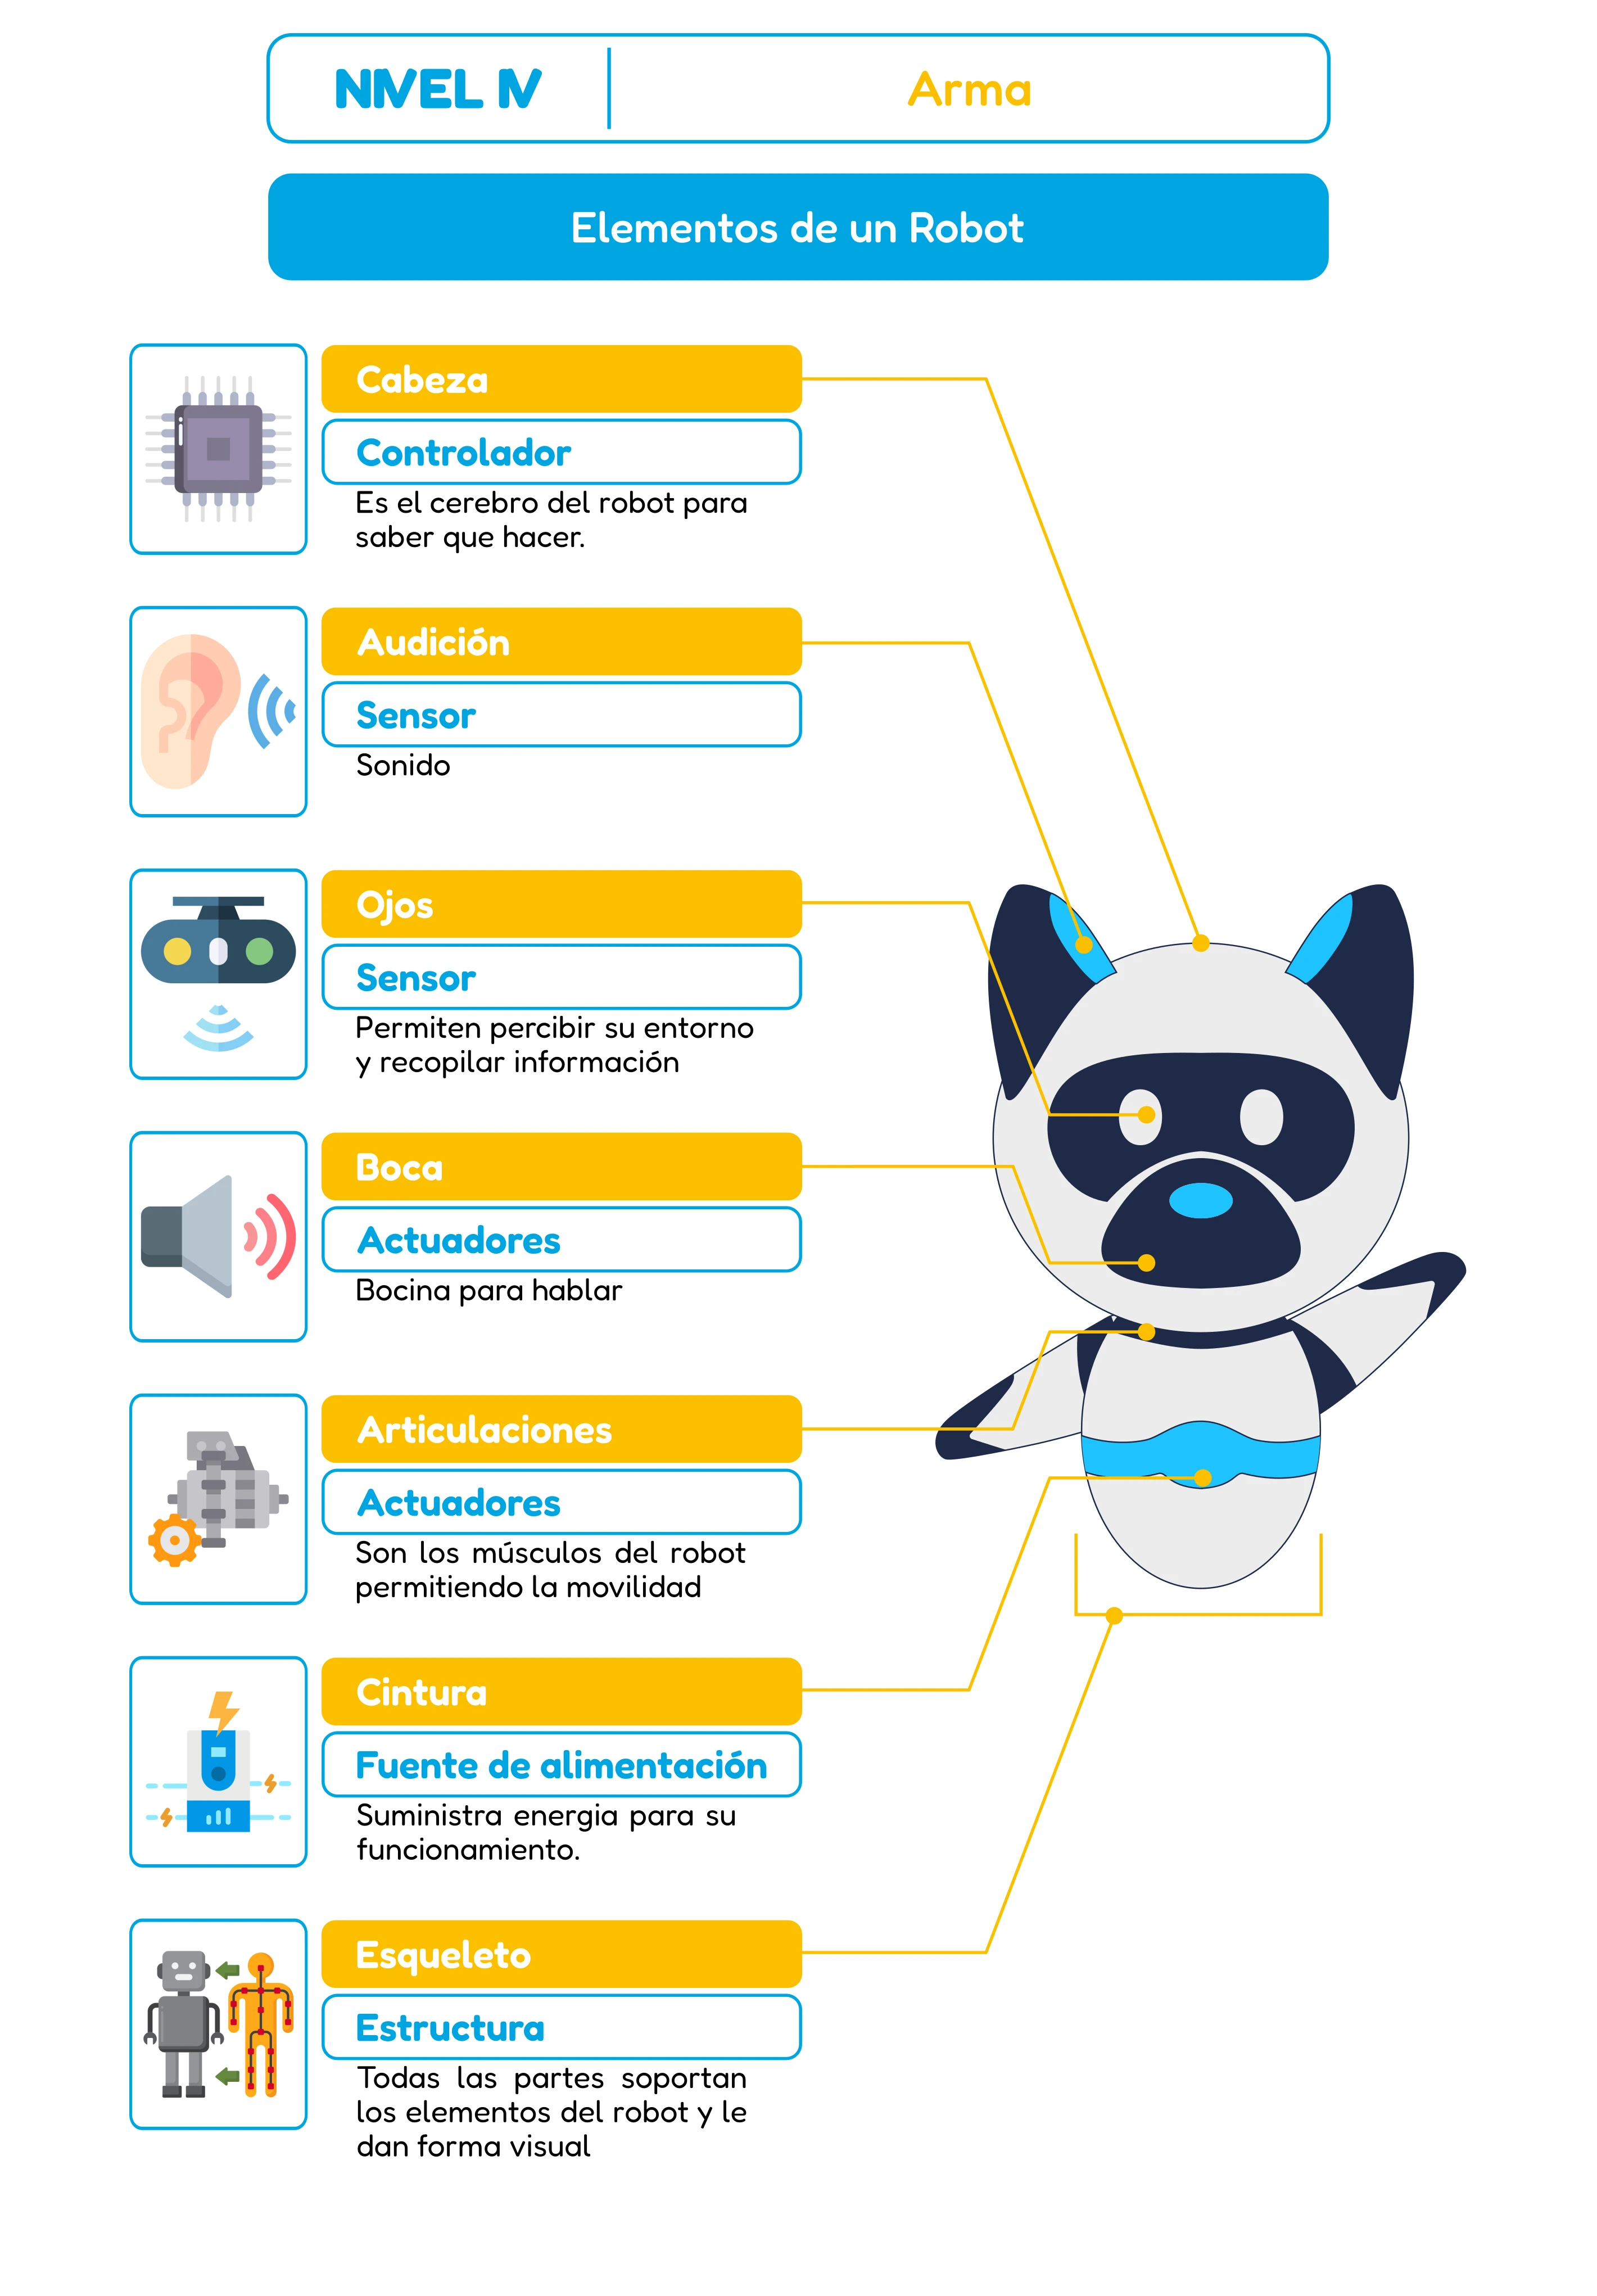 NIVEL IV
Arma
Elementos de un Robot
Cabeza
Controlador
Es el cerebro del robot para
saber que hacer.
Audición
Sensor
Sonido
Ojos
Sensor
Permiten percibir su entorno
y recopilar información
Boca
Actuadores
Bocina para hablar
Articulaciones
Actuadores
Son los músculos del robot
permitiendo la movilidad
Cintura
Fuente de alimentación
Suministra energia para su
funcionamiento.
Esqueleto
Estructura
Todas las partes soportan
los elementos del robot y le
dan forma visual